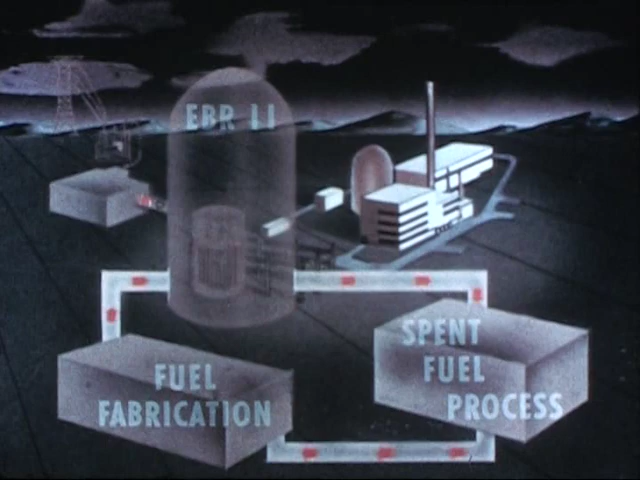 EBR II
FUEL
FABRICATION
SPENT
FUEL
PROCESS